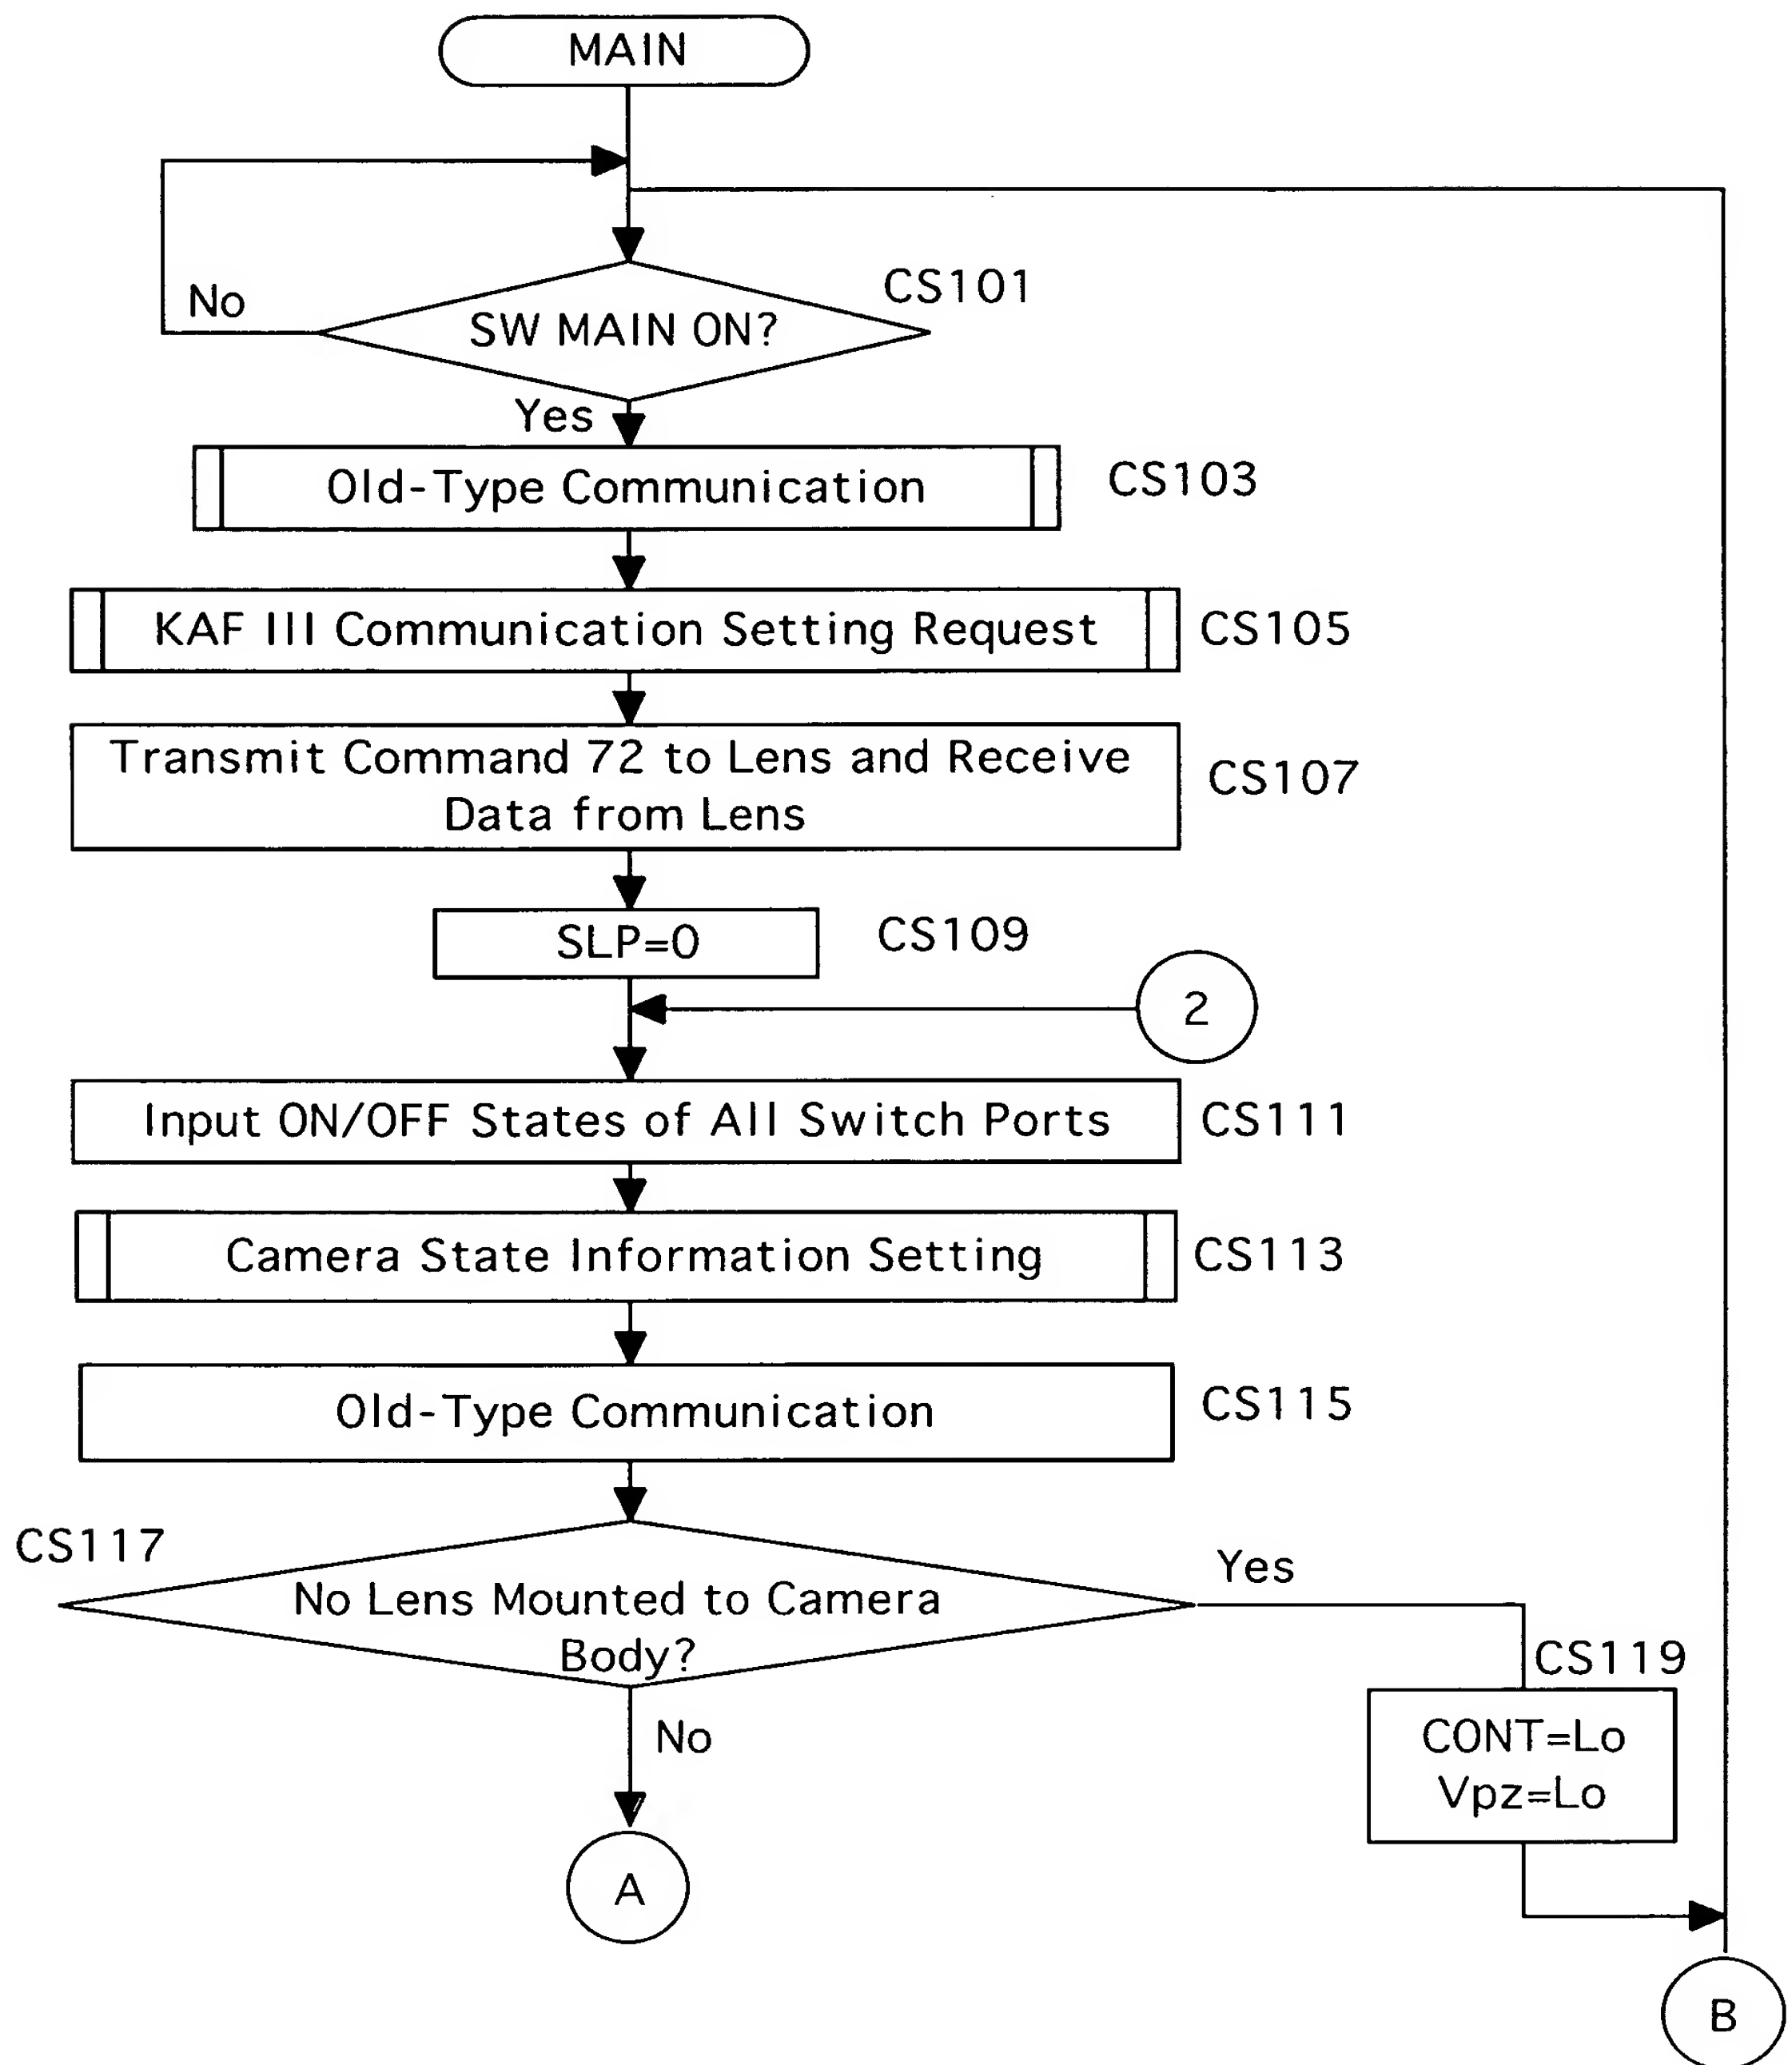 MAIN
CS101
No
SW MAIN ON?
Yes
Old-Type Communication
CS103
KAF III Communication Setting Request
CS105
Transmit Command 72 to Lens and Receive
Data from Lens
CS107
SLP=0
CS109
2
Input ON/OFF States of All Switch Ports
CS111
Camera State Information Setting
CS113
Old-Type Communication
CS115
CS117
No Lens Mounted to Camera
Body?
Yes
No
CS119
CONT=Lo
Vpz=Lo
A
B